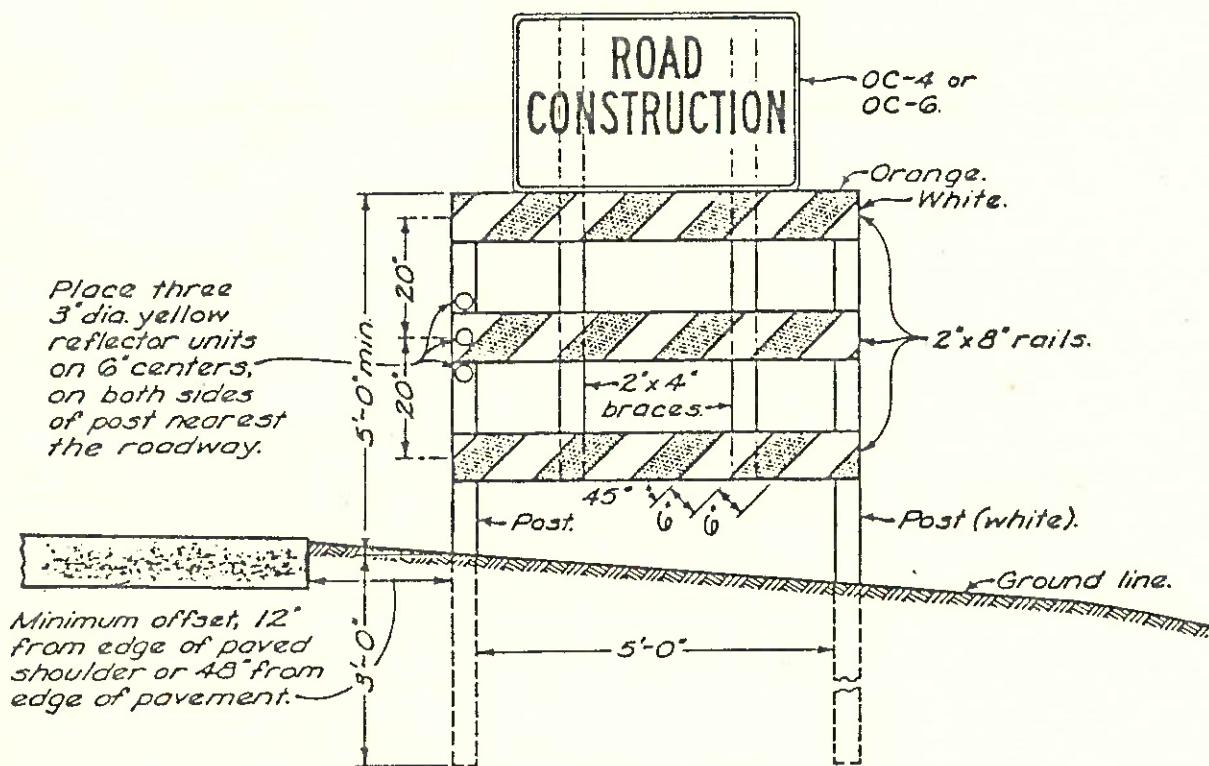 ROAD
CONSTRUCTION
OC-4 or
OC-6.
Orange.
White.
Place three
3" dia. yellow
reflector units
on 6" centers,
on both sides
of post nearest
the roadway.
5'-0" min.
20"
20"
2"x8" rails.
2"x4"
braces.
45°
6"
6"
Post.
Post (white).
Ground line.
Minimum offset, 12"
from edge of paved
shoulder or 48" from
edge of pavement.
3'-0"
5'-0"